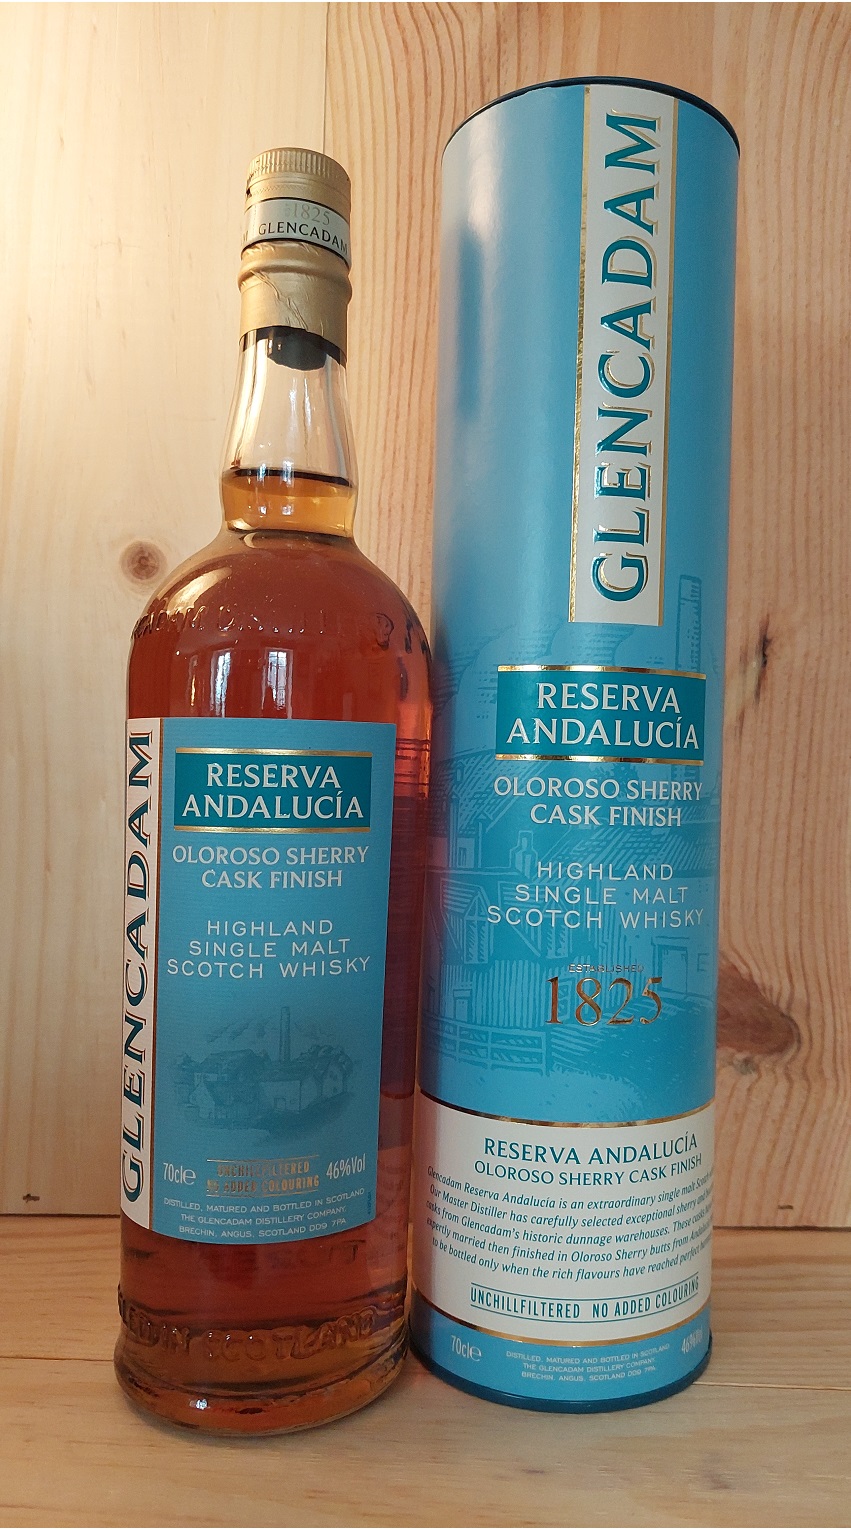 1825
GLENCADAM
GLENCADAM
RESERVA
ANDALUCÍA
OLOROSO SHERRY
CASK FINISH
HIGHLAND
SINGLE MALT
SCOTCH WHISKY
70cl℮
UNCHILLFILTERED
NO ADDED COLOURING
46%Vol
DISTILLED, MATURED AND BOTTLED IN SCOTLAND
THE GLENCADAM DISTILLERY COMPANY,
BRECHIN, ANGUS, SCOTLAND DD9 7PA
SCOTLAND
GLENCADAM
RESERVA
ANDALUCÍA
OLOROSO SHERRY
CASK FINISH
HIGHLAND
SINGLE MALT
SCOTCH WHISKY
ESTABLISHED
1825
RESERVA ANDALUCÍA
OLOROSO SHERRY CASK FINISH
Glencadam Reserva Andalucía is an extraordinary single malt
Our Master Distiller has carefully selected exceptional sherry and
casks from Glencadam's historic dunnage warehouses. These casks
expertly married then finished in Oloroso Sherry butts from
to be bottled only when the rich flavours have reached perfect
UNCHILLFILTERED NO ADDED COLOURING
70cl℮
46%Vol
DISTILLED, MATURED AND BOTTLED IN SCOTLAND
THE GLENCADAM DISTILLERY COMPANY,
BRECHIN, ANGUS, SCOTLAND DD9 7PA